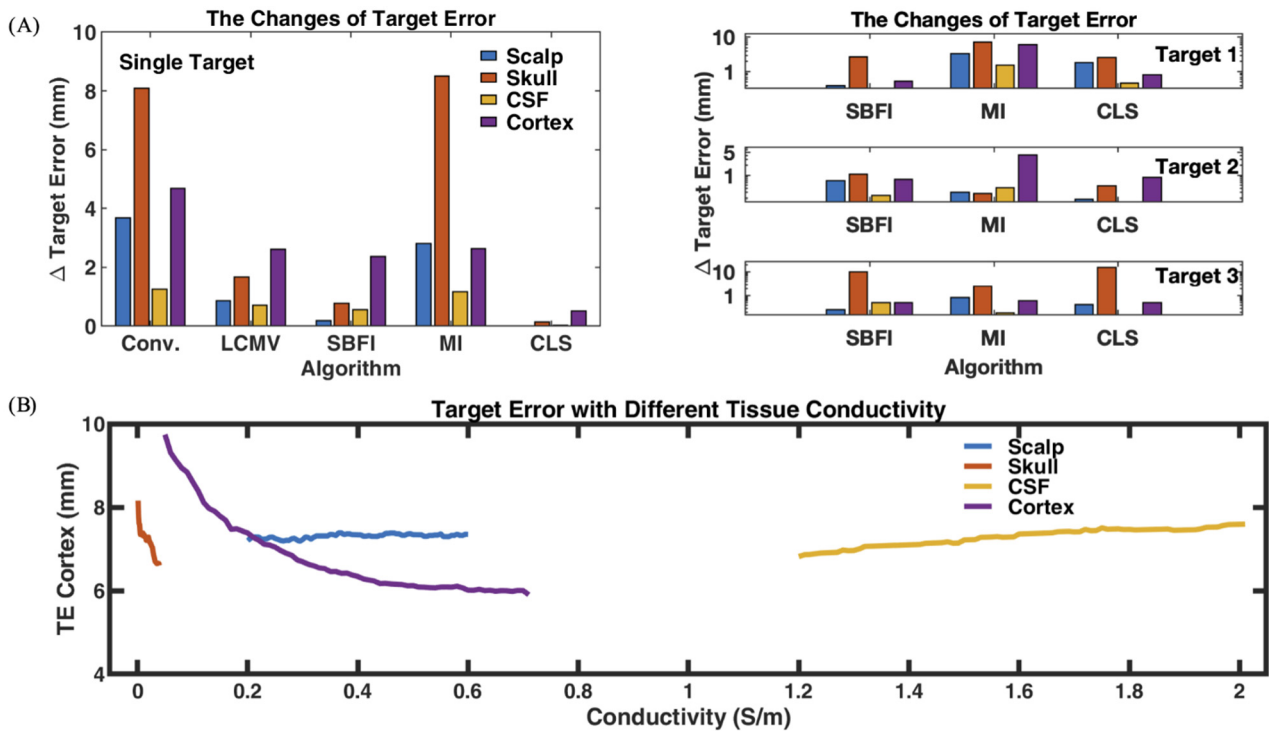 (A)
The Changes of Target Error
10
8
6
4
2
0
Δ Target Error (mm)
Single Target
Scalp
Skull
CSF
Cortex
Conv. LCMV SBFI MI CLS
Algorithm
The Changes of Target Error
Δ Target Error (mm)
10
1
Target 1
SBFI MI CLS
5
1
Target 2
SBFI MI CLS
10
1
Target 3
SBFI MI CLS
Algorithm
(B)
Target Error with Different Tissue Conductivity
10
8
6
4
TE Cortex (mm)
Scalp
Skull
CSF
Cortex
0 0.2 0.4 0.6 0.8 1 1.2 1.4 1.6 1.8 2
Conductivity (S/m)